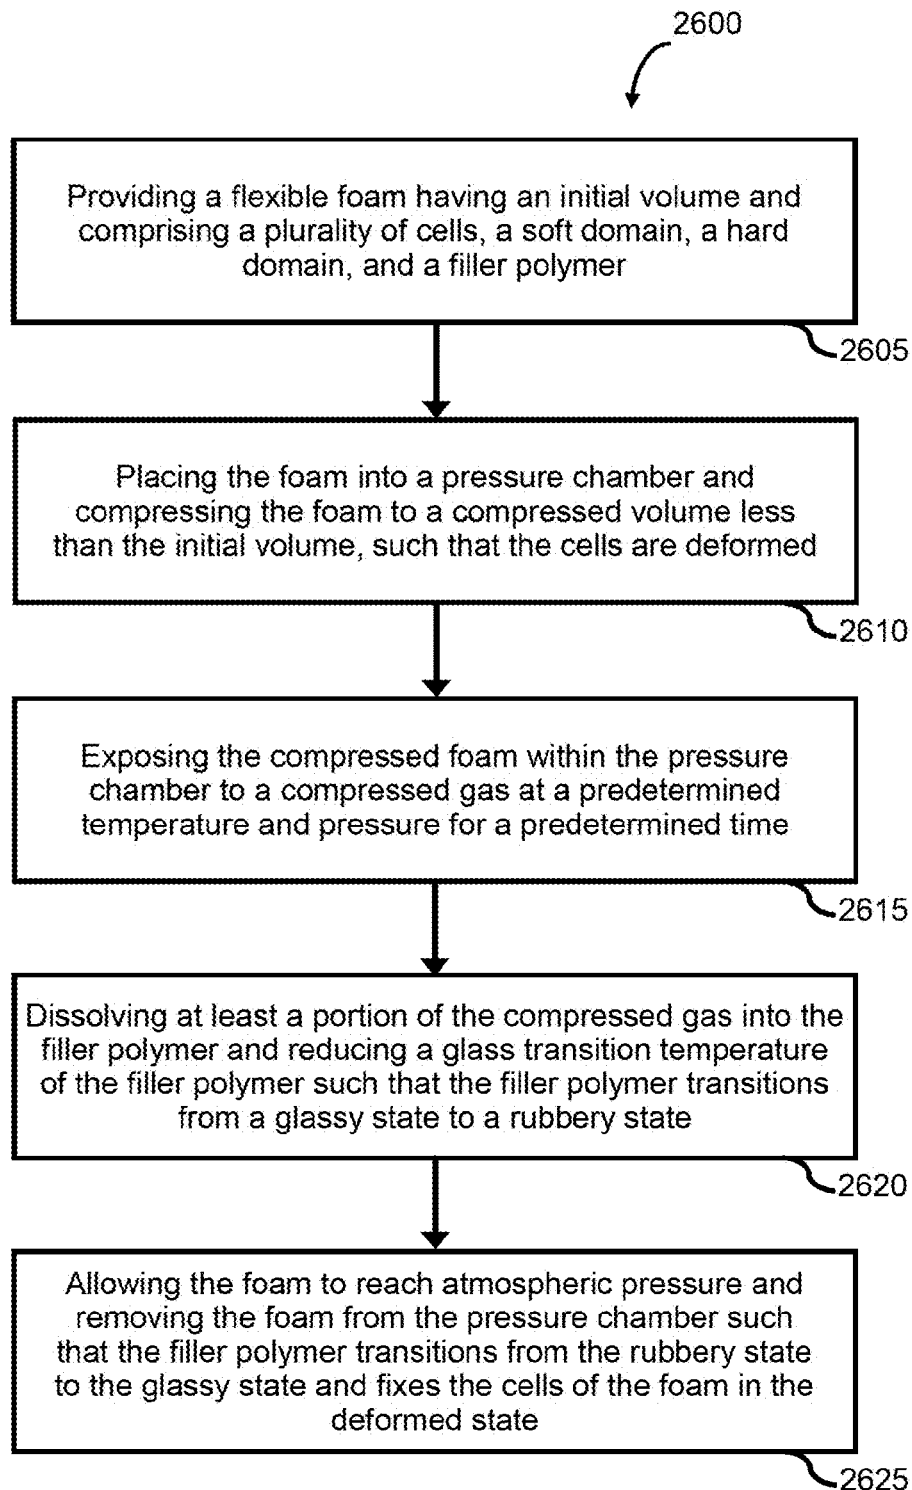 2600
Providing a flexible foam having an initial volume and
comprising a plurality of cells, a soft domain, a hard
domain, and a filler polymer
2605
Placing the foam into a pressure chamber and
compressing the foam to a compressed volume less
than the initial volume, such that the cells are deformed
2610
Exposing the compressed foam within the pressure
chamber to a compressed gas at a predetermined
temperature and pressure for a predetermined time
2615
Dissolving at least a portion of the compressed gas into the
filler polymer and reducing a glass transition temperature
of the filler polymer such that the filler polymer transitions
from a glassy state to a rubbery state
2620
Allowing the foam to reach atmospheric pressure and
removing the foam from the pressure chamber such
that the filler polymer transitions from the rubbery state
to the glassy state and fixes the cells of the foam in the
deformed state
2625